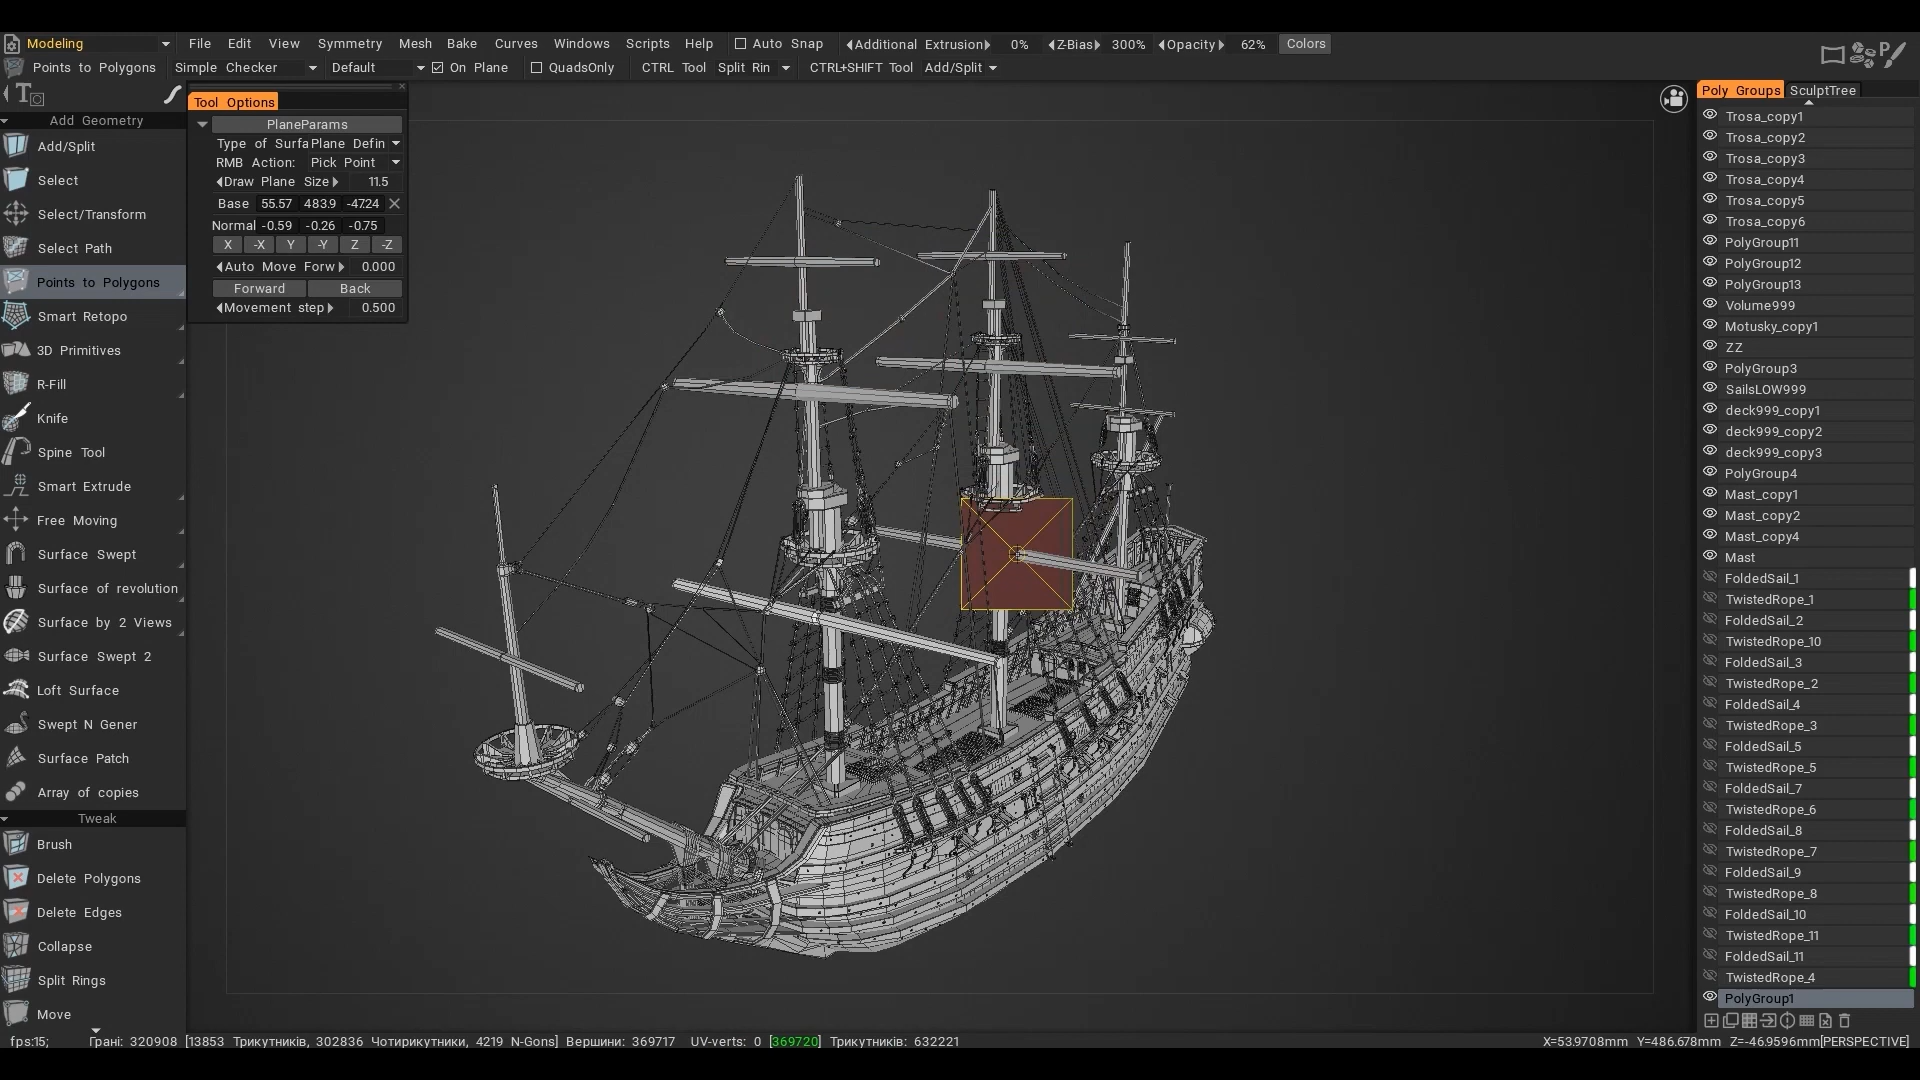 Modeling File Edit View Symmetry Mesh Bake Curves Windows Scripts Help Auto Snap Additional Extrusion 0% Z-Bias 300% Opacity 62% Colors
Points to Polygons Simple Checker Default On Plane QuadsOnly CTRL Tool Split Rin CTRL+SHIFT Tool Add/Split
Tool Options
PlaneParams
Type of Surfa Plane Defin
RMB Action: Pick Point
Draw Plane Size 11.5
Base 55.57 483.9 -47.24
Normal -0.59 -0.26 -0.75
X -X Y -Y Z -Z
Auto Move Forw 0.000
Forward Back
Movement step 0.500
Add Geometry
Add/Split
Select
Select/Transform
Select Path
Points to Polygons
Smart Retopo
3D Primitives
R-Fill
Knife
Spine Tool
Smart Extrude
Free Moving
Surface Swept
Surface of revolution
Surface by 2 Views
Surface Swept 2
Loft Surface
Swept N Gener
Surface Patch
Array of copies
Tweak
Brush
Delete Polygons
Delete Edges
Collapse
Split Rings
Move
Poly Groups SculptTree
Trosa_copy1
Trosa_copy2
Trosa_copy3
Trosa_copy4
Trosa_copy5
Trosa_copy6
PolyGroup11
PolyGroup12
PolyGroup13
Volume999
Motusky_copy1
ZZ
PolyGroup3
SailsLOW999
deck999_copy1
deck999_copy2
deck999_copy3
PolyGroup4
Mast_copy1
Mast_copy2
Mast_copy4
Mast
FoldedSail_1
TwistedRope_1
FoldedSail_2
TwistedRope_10
FoldedSail_3
TwistedRope_2
FoldedSail_4
TwistedRope_3
FoldedSail_5
TwistedRope_5
FoldedSail_7
TwistedRope_6
FoldedSail_8
TwistedRope_7
FoldedSail_9
TwistedRope_8
FoldedSail_10
TwistedRope_11
FoldedSail_11
TwistedRope_4
PolyGroup1
fps:15; Грані: 320908 [13853 Трикутників, 302836 Чотирикутники, 4219 N-Gons] Вершини: 369717 UV-verts: 0 [369720] Трикутників: 632221 X=53.9708mm Y=486.678mm Z=-46.9596mm[PERSPECTIVE]